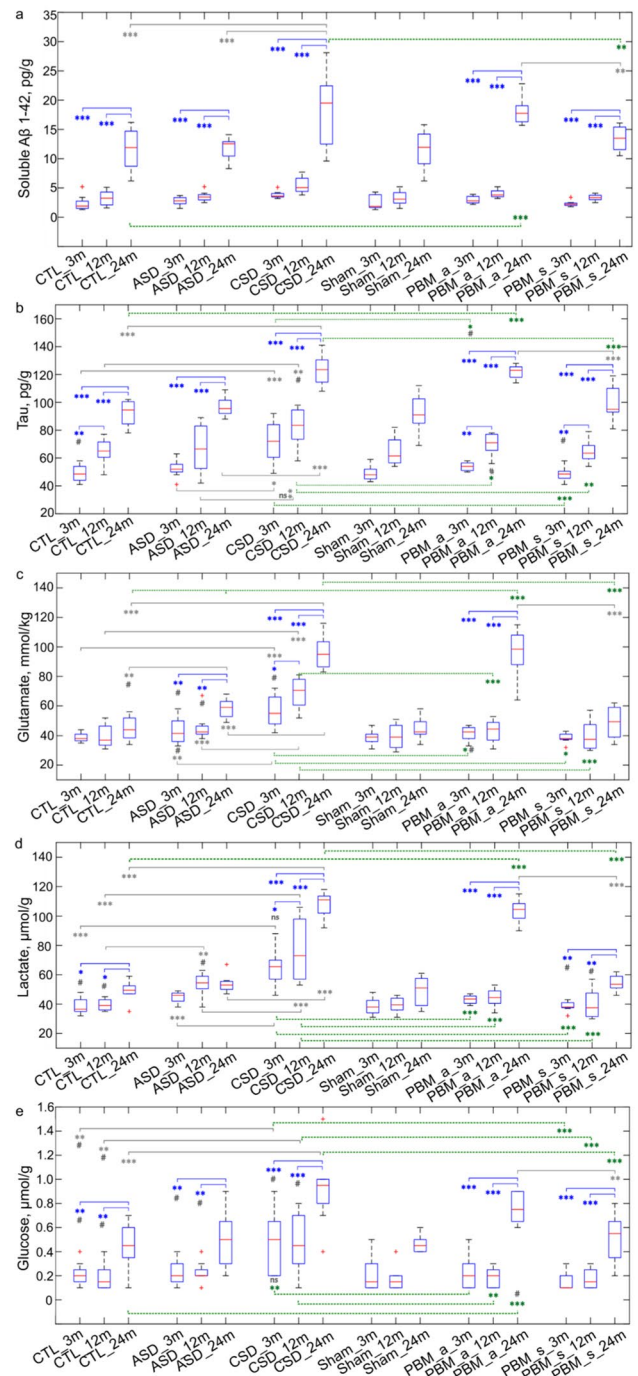 a
Soluble Aβ 1-42, pg/g
35
30
25
20
15
10
5
0
***
***
***
***
***
***
***
***
**
**
***
***
***
***
***
***
***
CTL_3m
CTL_12m
CTL_24m
ASD_3m
ASD_12m
ASD_24m
CSD_3m
CSD_12m
CSD_24m
Sham_3m
Sham_12m
Sham_24m
PBM_a_3m
PBM_a_12m
PBM_a_24m
PBM_s_3m
PBM_s_12m
PBM_s_24m
b
Tau, pg/g
160
140
120
100
80
60
40
20
CTL_3m
CTL_12m
CTL_24m
ASD_3m
ASD_12m
ASD_24m
CSD_3m
CSD_12m
CSD_24m
Sham_3m
Sham_12m
Sham_24m
PBM_a_3m
PBM_a_12m
PBM_a_24m
PBM_s_3m
PBM_s_12m
PBM_s_24m
ns
c
Glutamate, mmol/kg
140
120
100
80
60
40
20
0
CTL_3m
CTL_12m
CTL_24m
ASD_3m
ASD_12m
ASD_24m
CSD_3m
CSD_12m
CSD_24m
Sham_3m
Sham_12m
Sham_24m
PBM_a_3m
PBM_a_12m
PBM_a_24m
PBM_s_3m
PBM_s_12m
PBM_s_24m
d
Lactate, μmol/g
140
120
100
80
60
40
20
ns
CTL_3m
CTL_12m
CTL_24m
ASD_3m
ASD_12m
ASD_24m
CSD_3m
CSD_12m
CSD_24m
Sham_3m
Sham_12m
Sham_24m
PBM_a_3m
PBM_a_12m
PBM_a_24m
PBM_s_3m
PBM_s_12m
PBM_s_24m
e
Glucose, μmol/g
1.6
1.4
1.2
1.0
0.8
0.6
0.4
0.2
0
ns
CTL_3m
CTL_12m
CTL_24m
ASD_3m
ASD_12m
ASD_24m
CSD_3m
CSD_12m
CSD_24m
Sham_3m
Sham_12m
Sham_24m
PBM_a_3m
PBM_a_12m
PBM_a_24m
PBM_s_3m
PBM_s_12m
PBM_s_24m